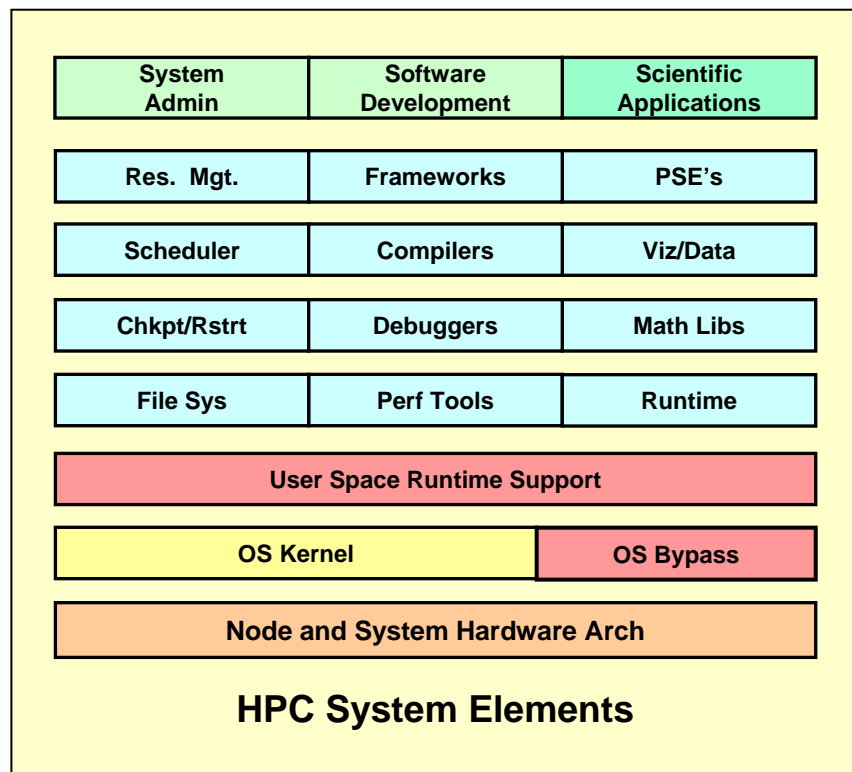 System Admin
Software Development
Scientific Applications
Res. Mgt.
Frameworks
PSE's
Scheduler
Compilers
Viz/Data
Chkpt/Rstrt
Debuggers
Math Libs
File Sys
Perf Tools
Runtime
User Space Runtime Support
OS Kernel
OS Bypass
Node and System Hardware Arch
HPC System Elements